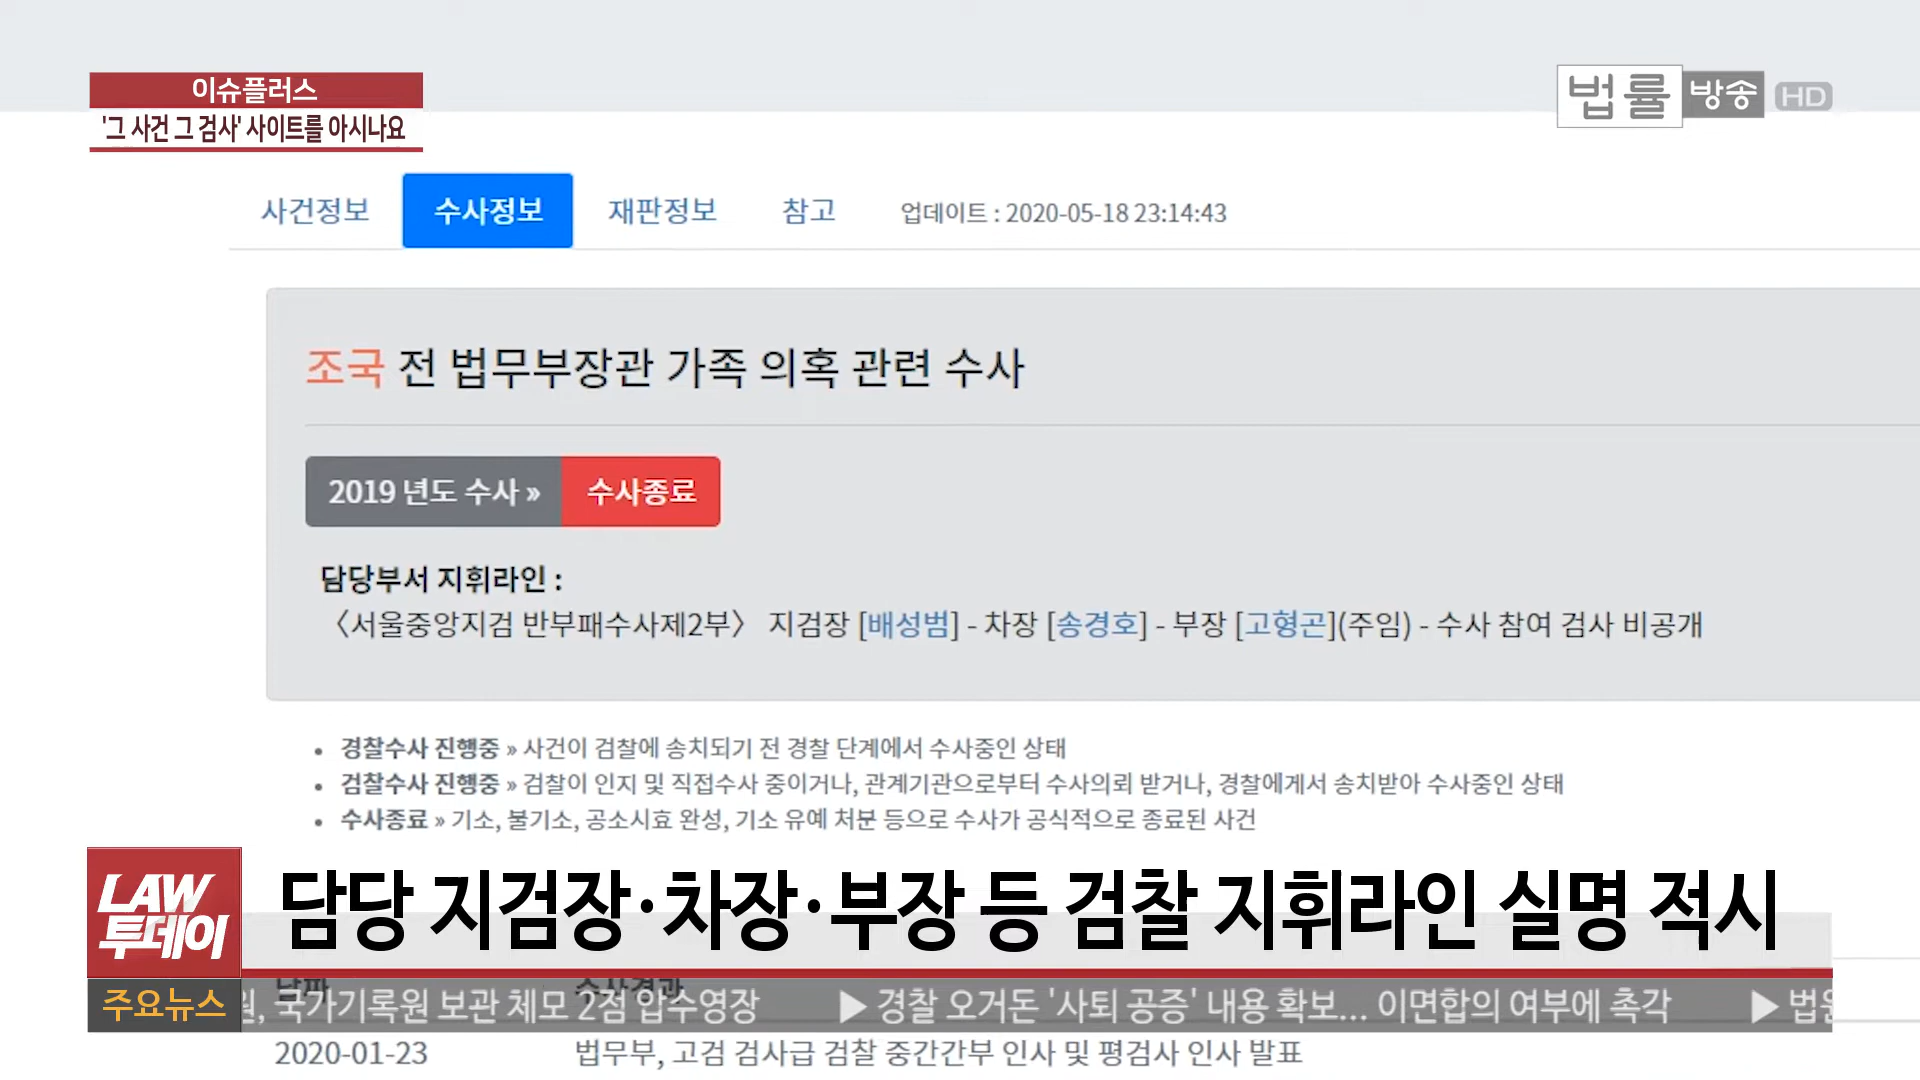 이슈플러스
'그 사건 그 검사' 사이트를 아시나요
법률방송 HD
사건정보 수사정보 재판정보 참고 업데이트 : 2020-05-18 23:14:43
조국 전 법무부장관 가족 의혹 관련 수사
2019 년도 수사 » 수사종료
담당부서 지휘라인 :
〈서울중앙지검 반부패수사제2부〉 지검장 [배성범] - 차장 [송경호] - 부장 [고형곤](주임) - 수사 참여 검사 비공개
• 경찰수사 진행중 » 사건이 검찰에 송치되기 전 경찰 단계에서 수사중인 상태
• 검찰수사 진행중 » 검찰이 인지 및 직접수사 중이거나, 관계기관으로부터 수사의뢰 받거나, 경찰에게서 송치받아 수사중인 상태
• 수사종료 » 기소, 불기소, 공소시효 완성, 기소 유예 처분 등으로 수사가 공식적으로 종료된 사건
LAW
투데이
담당 지검장·차장·부장 등 검찰 지휘라인 실명 적시
날짜 수사경과
주요뉴스 국가기록원 보관 체모 2점 압수영장 ▶ 경찰 오거돈 '사퇴 공증' 내용 확보... 이면합의 여부에 촉각 ▶
2020-01-23 법무부, 고검 검사급 검찰 중간간부 인사 및 평검사 인사 발표